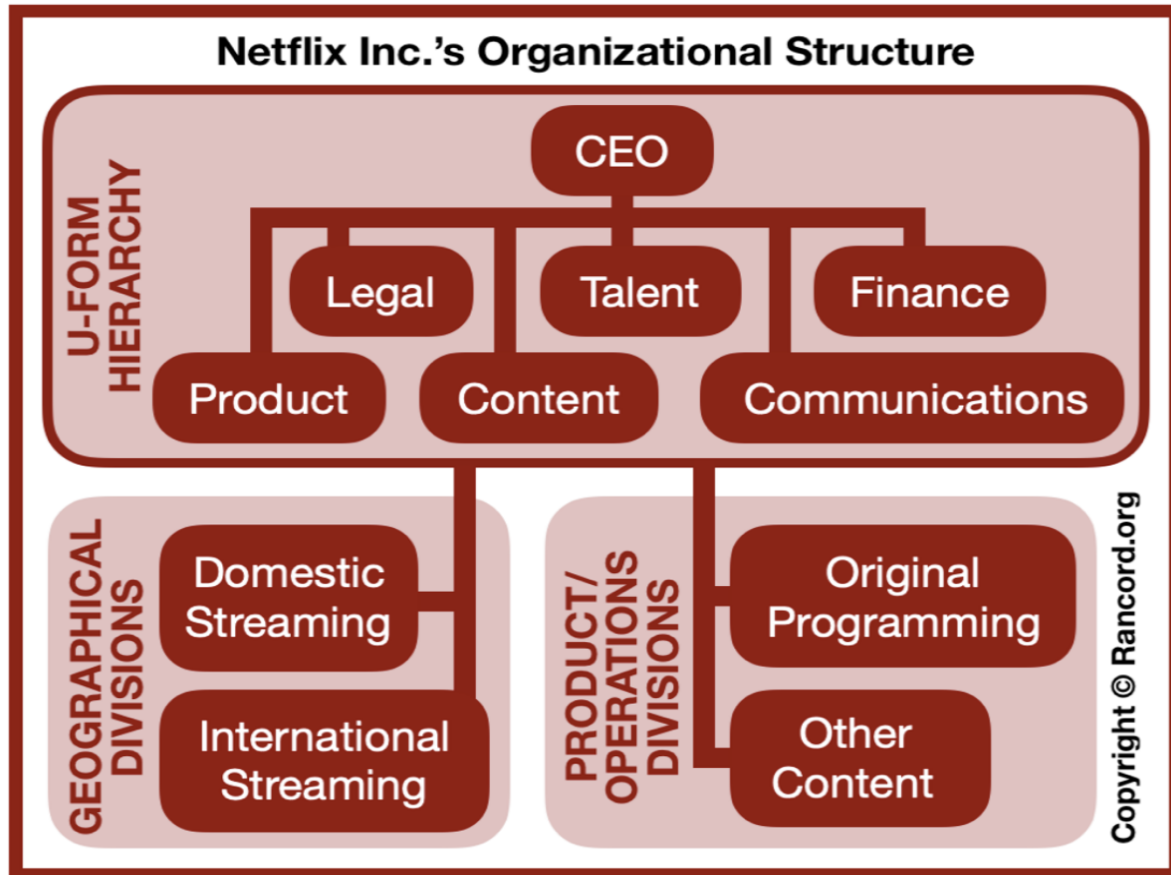 Netflix Inc.'s Organizational Structure
U-FORM
HIERARCHY
CEO
Legal
Talent
Finance
Product
Content
Communications
GEOGRAPHICAL
DIVISIONS
Domestic
Streaming
International
Streaming
PRODUCT/
OPERATIONS
DIVISIONS
Original
Programming
Other
Content
Copyright © Rancord.org